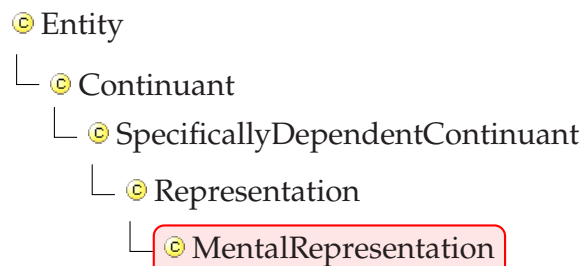 Entity
Continuant
SpecificallyDependentContinuant
Representation
MentalRepresentation